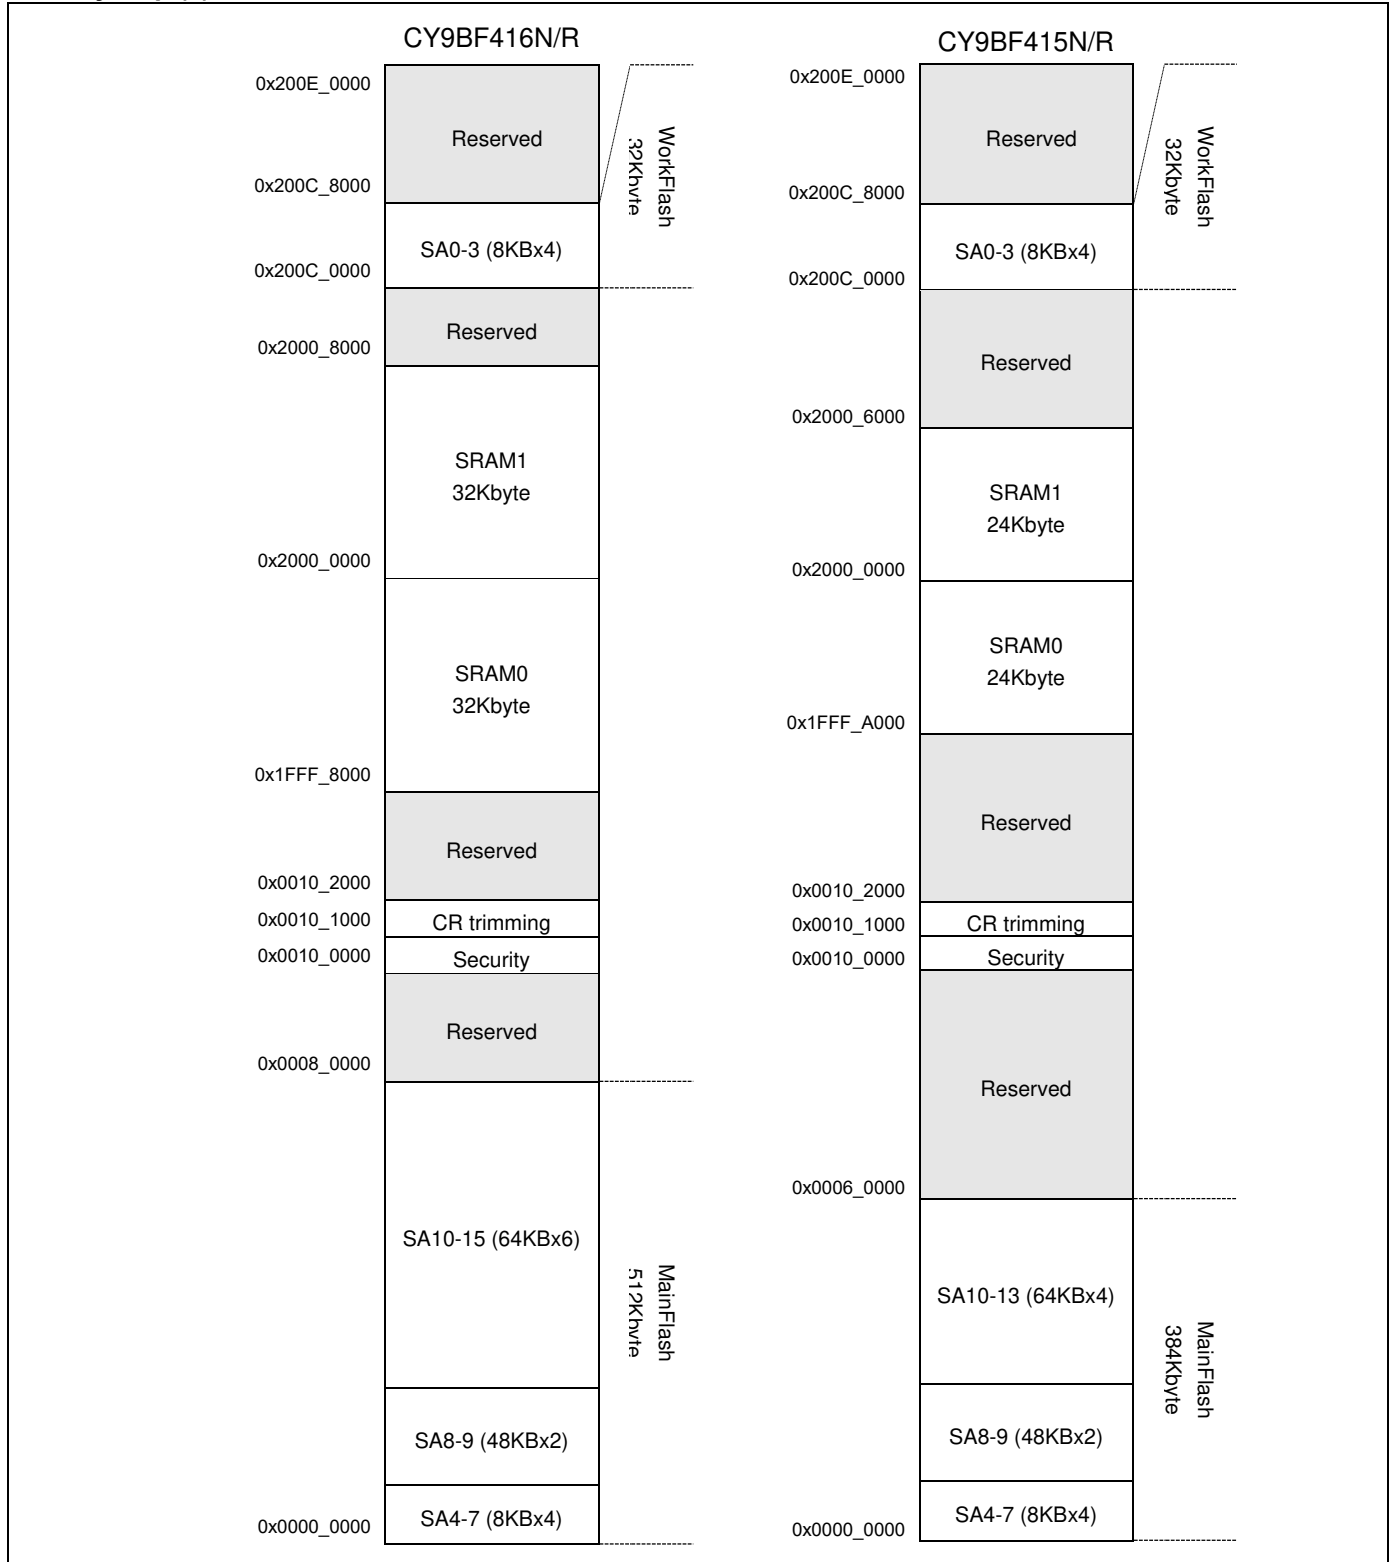 CY9BF416N/R
0x200E_0000
Reserved
0x200C_8000
SA0-3 (8KBx4)
0x200C_0000
Reserved
0x2000_8000
SRAM1
32Kbyte
0x2000_0000
SRAM0
32Kbyte
0x1FFF_8000
Reserved
0x0010_2000
0x0010_1000
CR trimming
0x0010_0000
Security
Reserved
0x0008_0000
SA10-15 (64KBx6)
SA8-9 (48KBx2)
SA4-7 (8KBx4)
0x0000_0000
WorkFlash
32Kbyte
MainFlash
512Kbyte
CY9BF415N/R
0x200E_0000
Reserved
0x200C_8000
SA0-3 (8KBx4)
0x200C_0000
Reserved
0x2000_6000
SRAM1
24Kbyte
0x2000_0000
SRAM0
24Kbyte
0x1FFF_A000
Reserved
0x0010_2000
0x0010_1000
CR trimming
0x0010_0000
Security
Reserved
0x0006_0000
SA10-13 (64KBx4)
SA8-9 (48KBx2)
SA4-7 (8KBx4)
0x0000_0000
WorkFlash
32Kbyte
MainFlash
384Kbyte